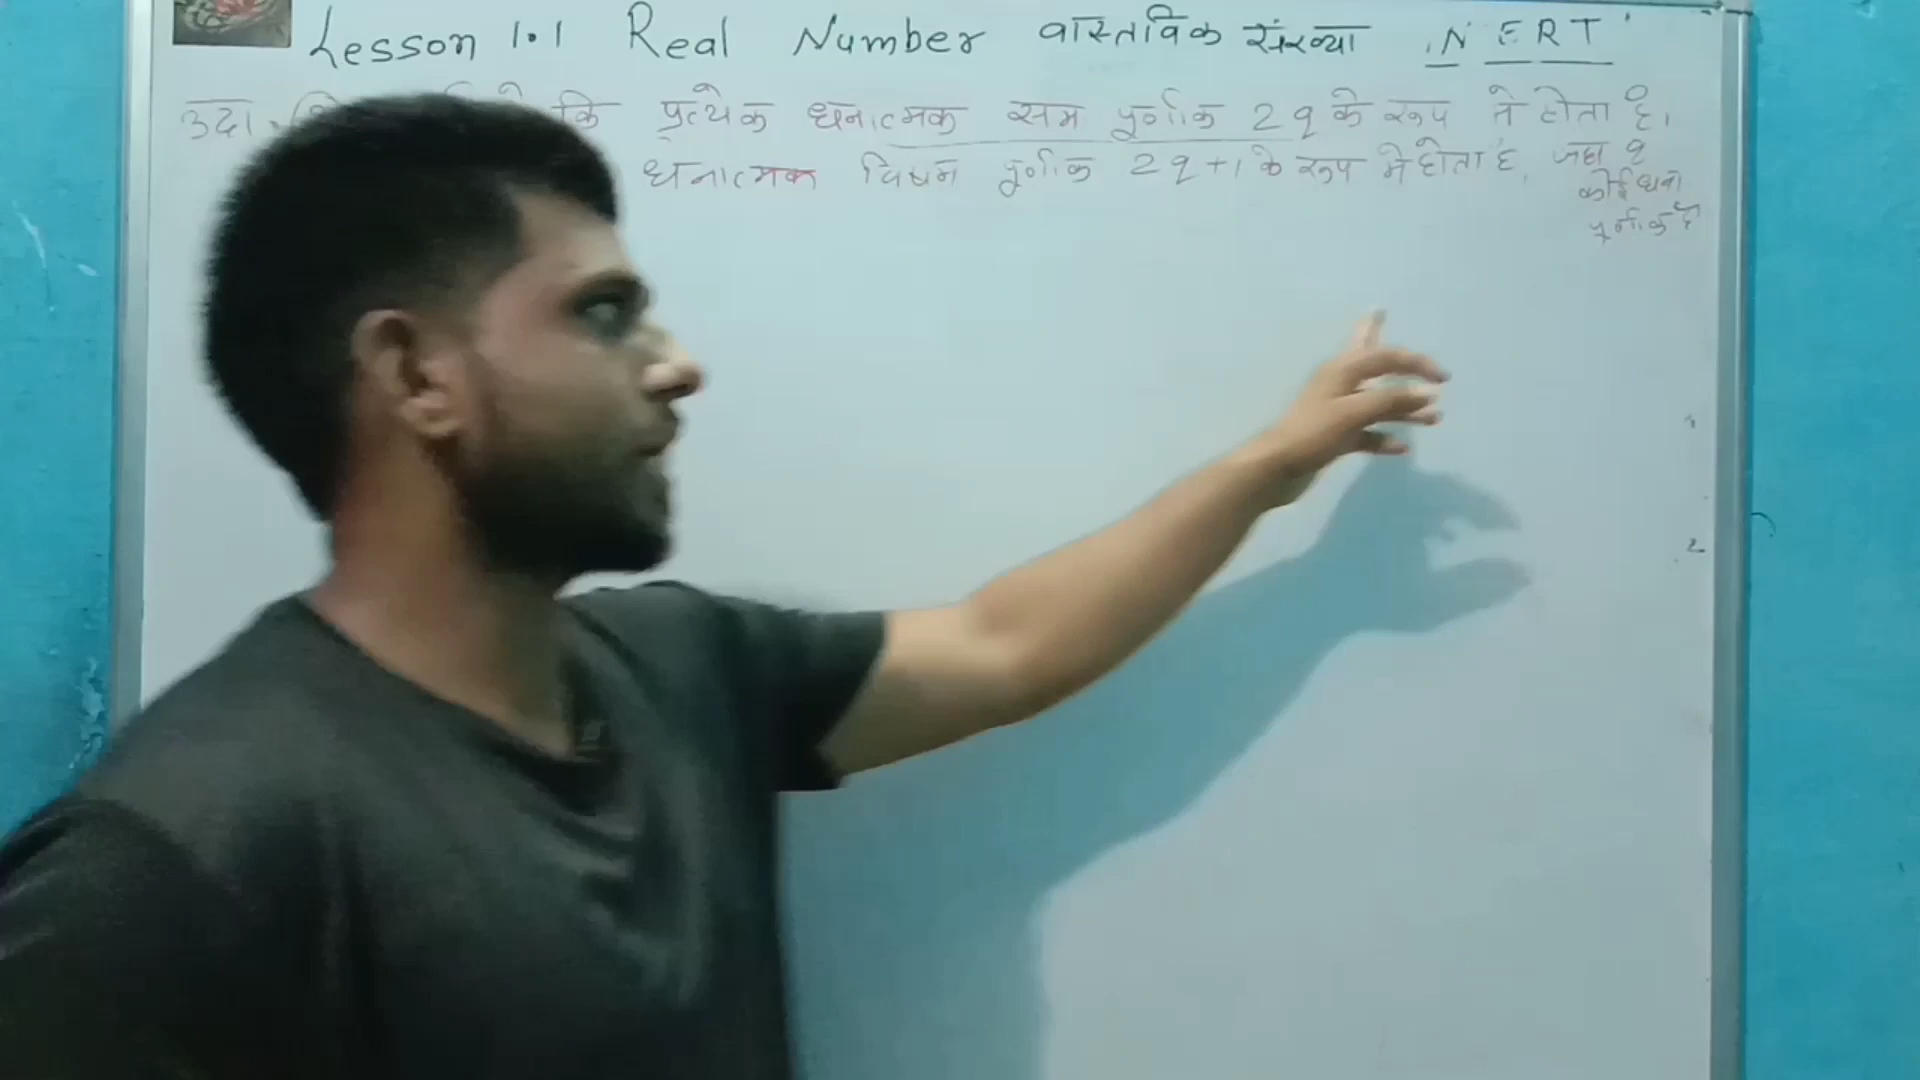 Lesson 1.1 Real Number वास्तविक संख्या N E R T
उदा. कि प्रत्येक धनात्मक सम पूर्णांक 2q के रूप ने होता है।
धनात्मक विषम पूर्णांक 2q+1 के रूप मे होता है, जहा q
कोई धना
पूर्णांक है
2